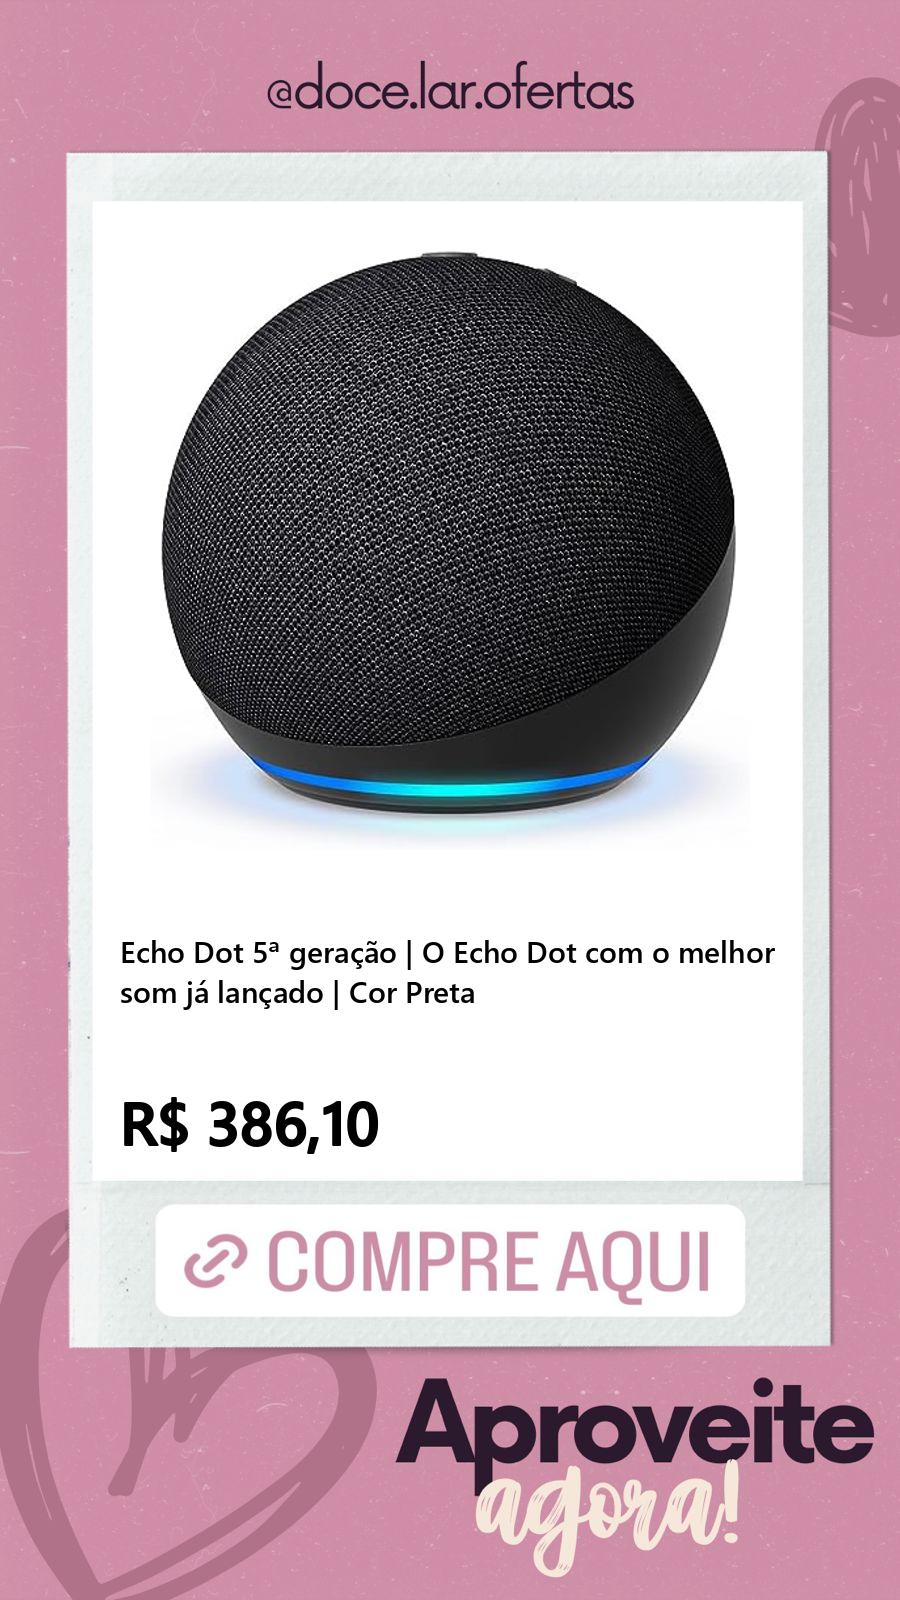 @doce.lar.ofertas
Echo Dot 5ª geração | O Echo Dot com o melhor
som já lançado | Cor Preta
R$ 386,10
COMPRE AQUI
Aproveite
agora!